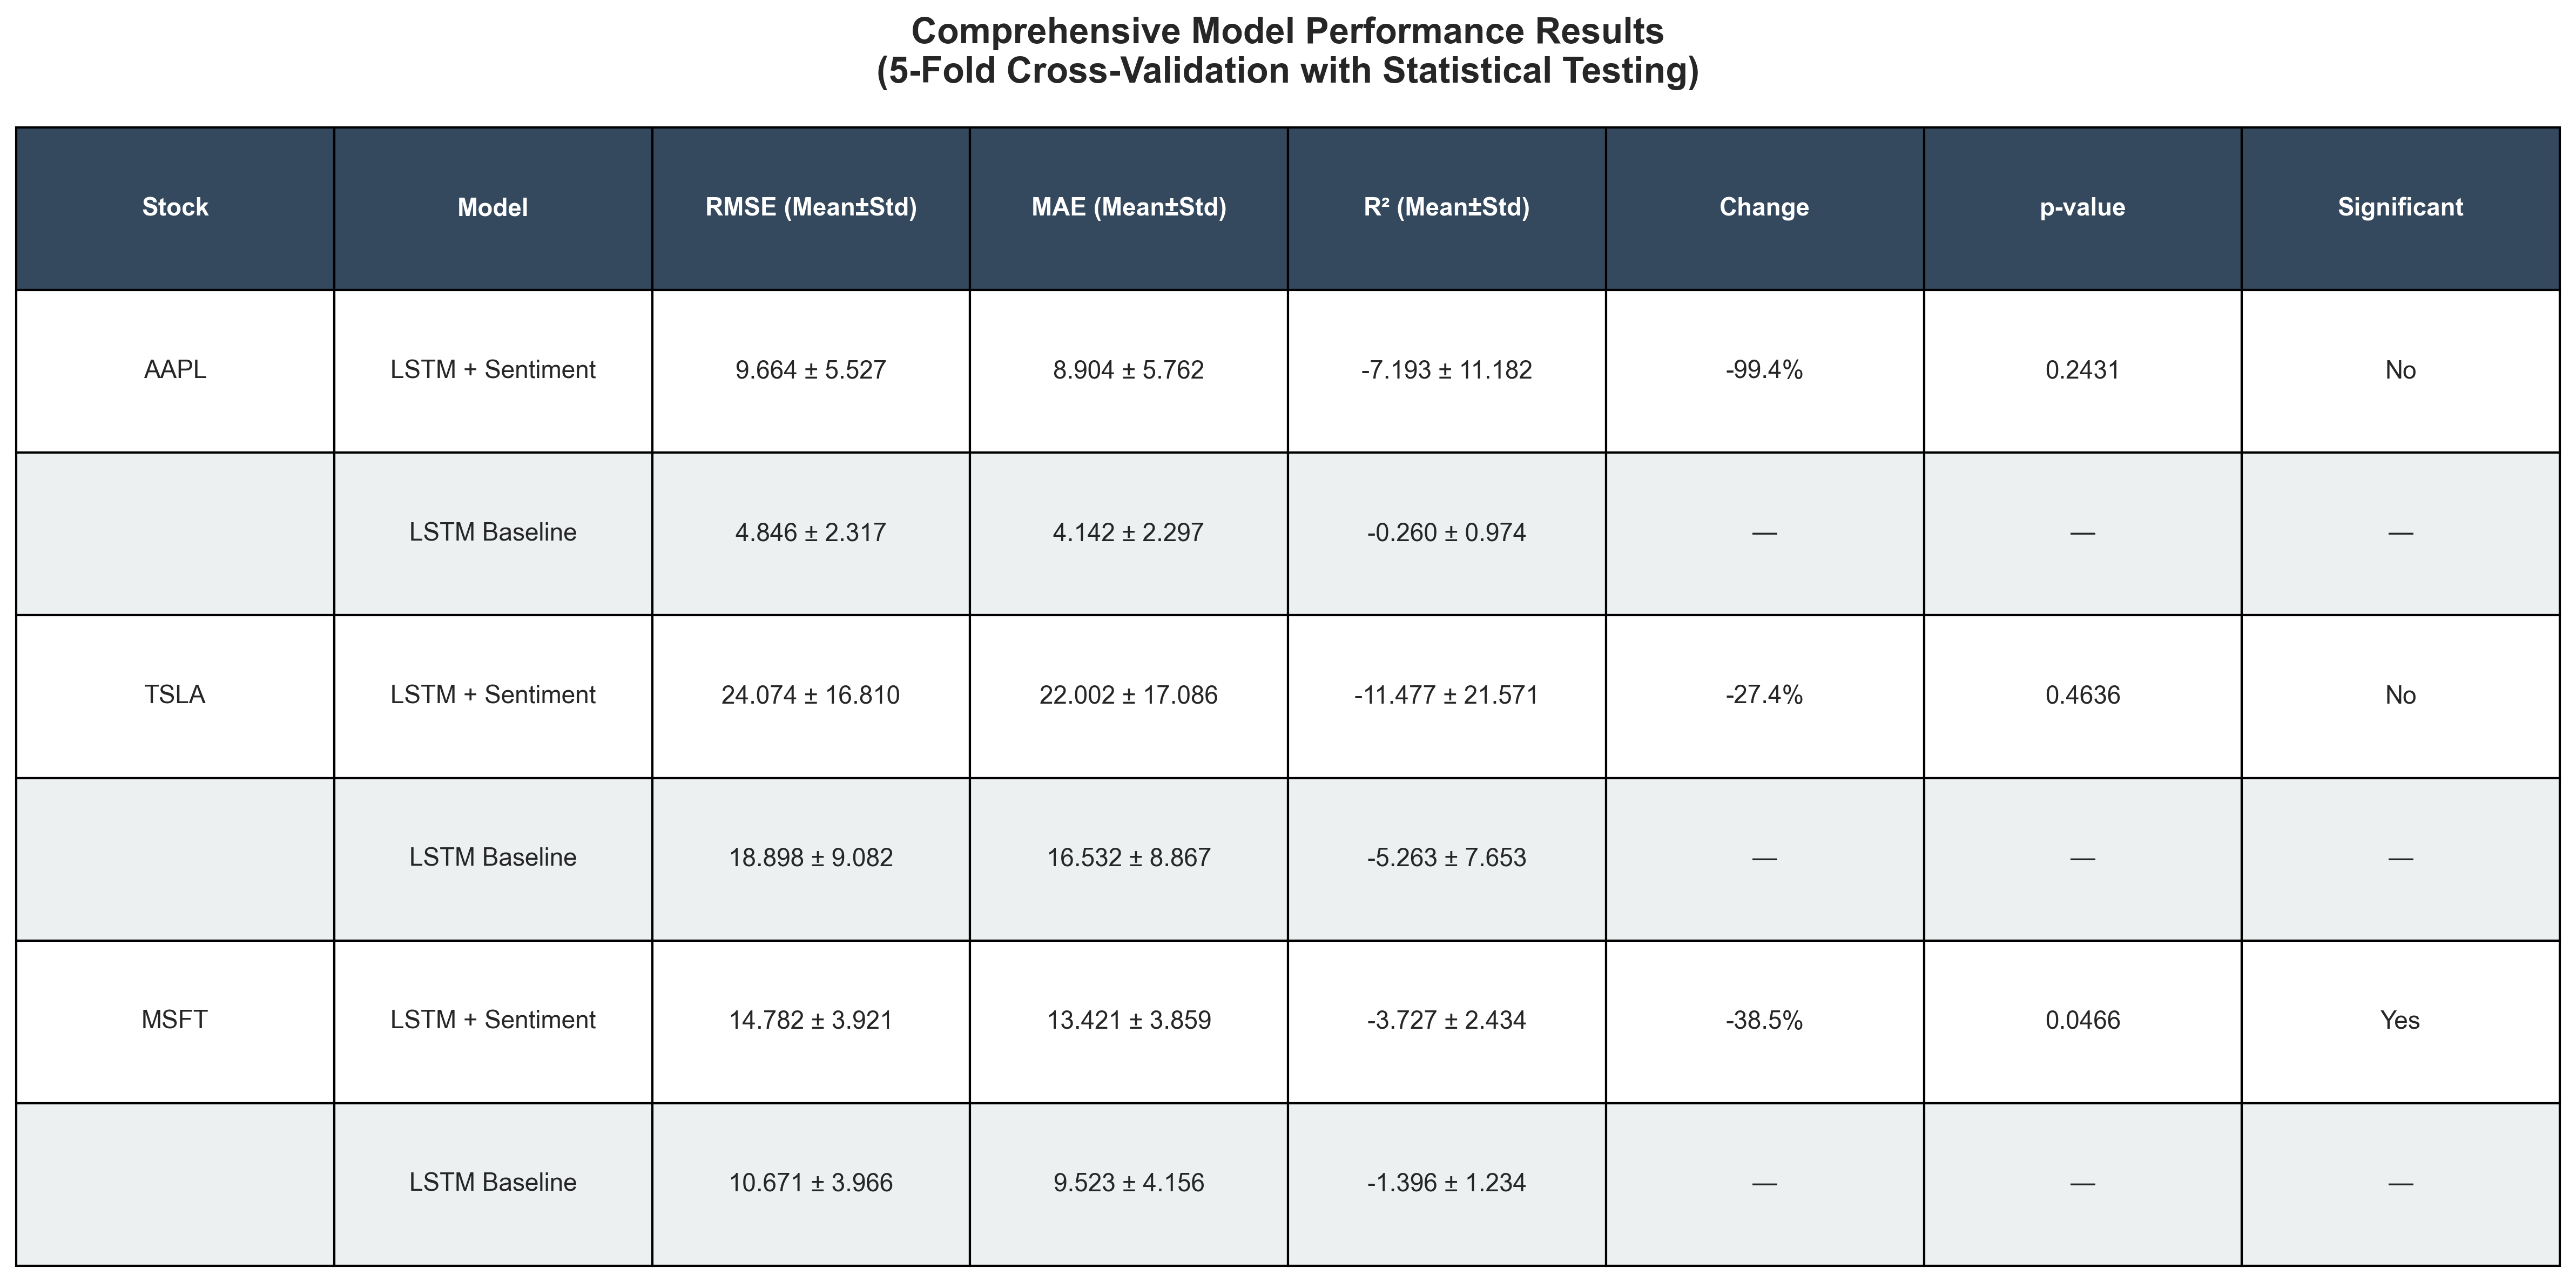 Comprehensive Model Performance Results
(5-Fold Cross-Validation with Statistical Testing)
Stock Model RMSE (Mean±Std) MAE (Mean±Std) R² (Mean±Std) Change p-value Significant
AAPL LSTM + Sentiment 9.664 ± 5.527 8.904 ± 5.762 -7.193 ± 11.182 -99.4% 0.2431 No
LSTM Baseline 4.846 ± 2.317 4.142 ± 2.297 -0.260 ± 0.974 — — —
TSLA LSTM + Sentiment 24.074 ± 16.810 22.002 ± 17.086 -11.477 ± 21.571 -27.4% 0.4636 No
LSTM Baseline 18.898 ± 9.082 16.532 ± 8.867 -5.263 ± 7.653 — — —
MSFT LSTM + Sentiment 14.782 ± 3.921 13.421 ± 3.859 -3.727 ± 2.434 -38.5% 0.0466 Yes
LSTM Baseline 10.671 ± 3.966 9.523 ± 4.156 -1.396 ± 1.234 — — —